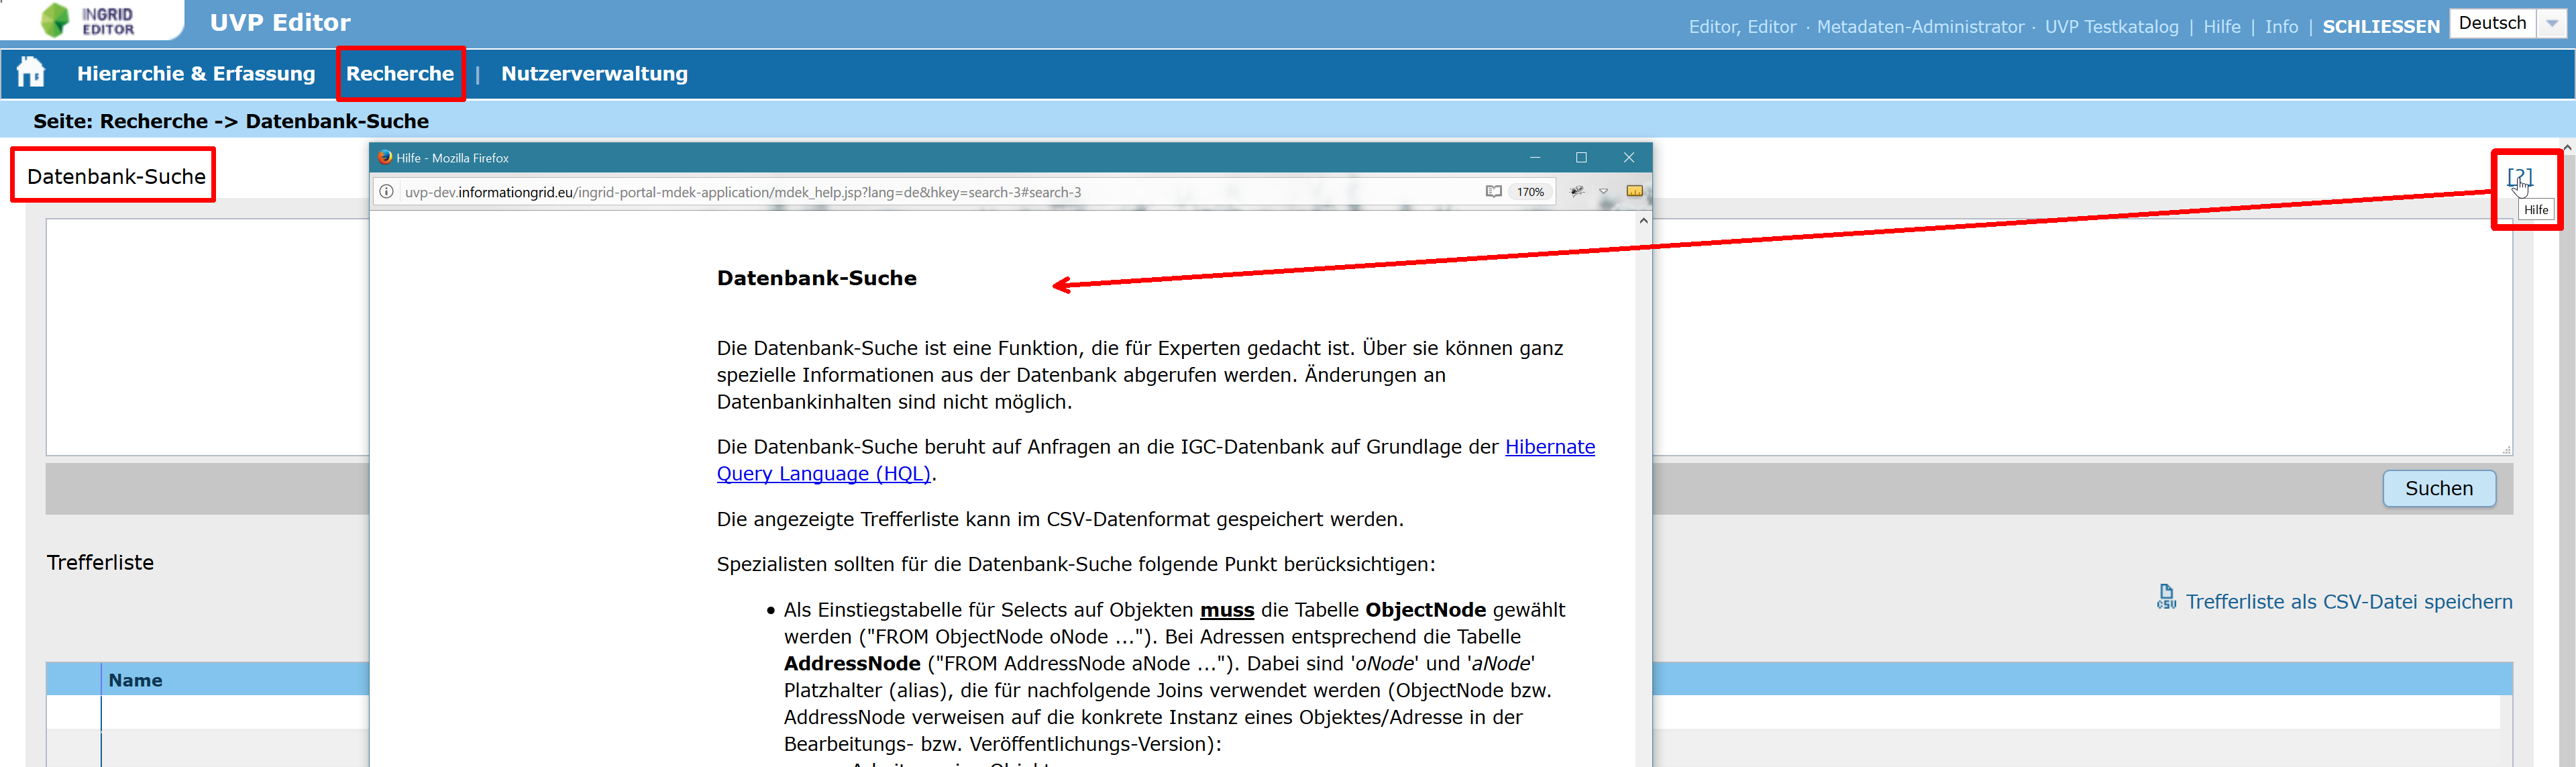 INGRID
EDITOR
UVP Editor
Editor, Editor · Metadaten-Administrator · UVP Testkatalog | Hilfe | Info | SCHLIESSEN
Deutsch
Hierarchie & Erfassung
Recherche
|
Nutzerverwaltung
Seite: Recherche -> Datenbank-Suche
Datenbank-Suche
[?]
Hilfe
Hilfe - Mozilla Firefox
uvp-dev.informationgrid.eu/ingrid-portal-mdek-application/mdek_help.jsp?lang=de&hkey=search-3#search-3
170%
Datenbank-Suche
Die Datenbank-Suche ist eine Funktion, die für Experten gedacht ist. Über sie können ganz
spezielle Informationen aus der Datenbank abgerufen werden. Änderungen an
Datenbankinhalten sind nicht möglich.
Die Datenbank-Suche beruht auf Anfragen an die IGC-Datenbank auf Grundlage der Hibernate
Query Language (HQL).
Die angezeigte Trefferliste kann im CSV-Datenformat gespeichert werden.
Spezialisten sollten für die Datenbank-Suche folgende Punkt berücksichtigen:
• Als Einstiegstabelle für Selects auf Objekten muss die Tabelle ObjectNode gewählt
werden ("FROM ObjectNode oNode ..."). Bei Adressen entsprechend die Tabelle
AddressNode ("FROM AddressNode aNode ..."). Dabei sind 'oNode' und 'aNode'
Platzhalter (alias), die für nachfolgende Joins verwendet werden (ObjectNode bzw.
AddressNode verweisen auf die konkrete Instanz eines Objektes/Adresse in der
Bearbeitungs- bzw. Veröffentlichungs-Version):
Suchen
Trefferliste
CSV
Trefferliste als CSV-Datei speichern
Name